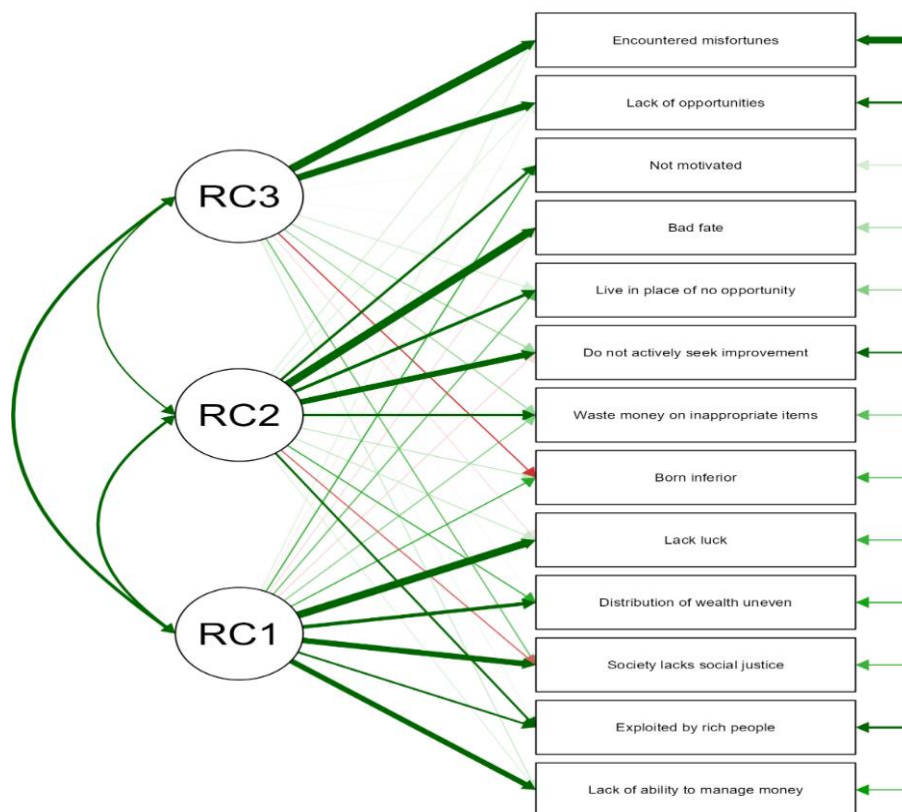 Encountered misfortunes
Lack of opportunities
Not motivated
RC3
Bad fate
Live in place of no opportunity
Do not actively seek improvement
RC2
Waste money on inappropriate items
Born inferior
Lack luck
Distribution of wealth uneven
RC1
Society lacks social justice
Exploited by rich people
Lack of ability to manage money